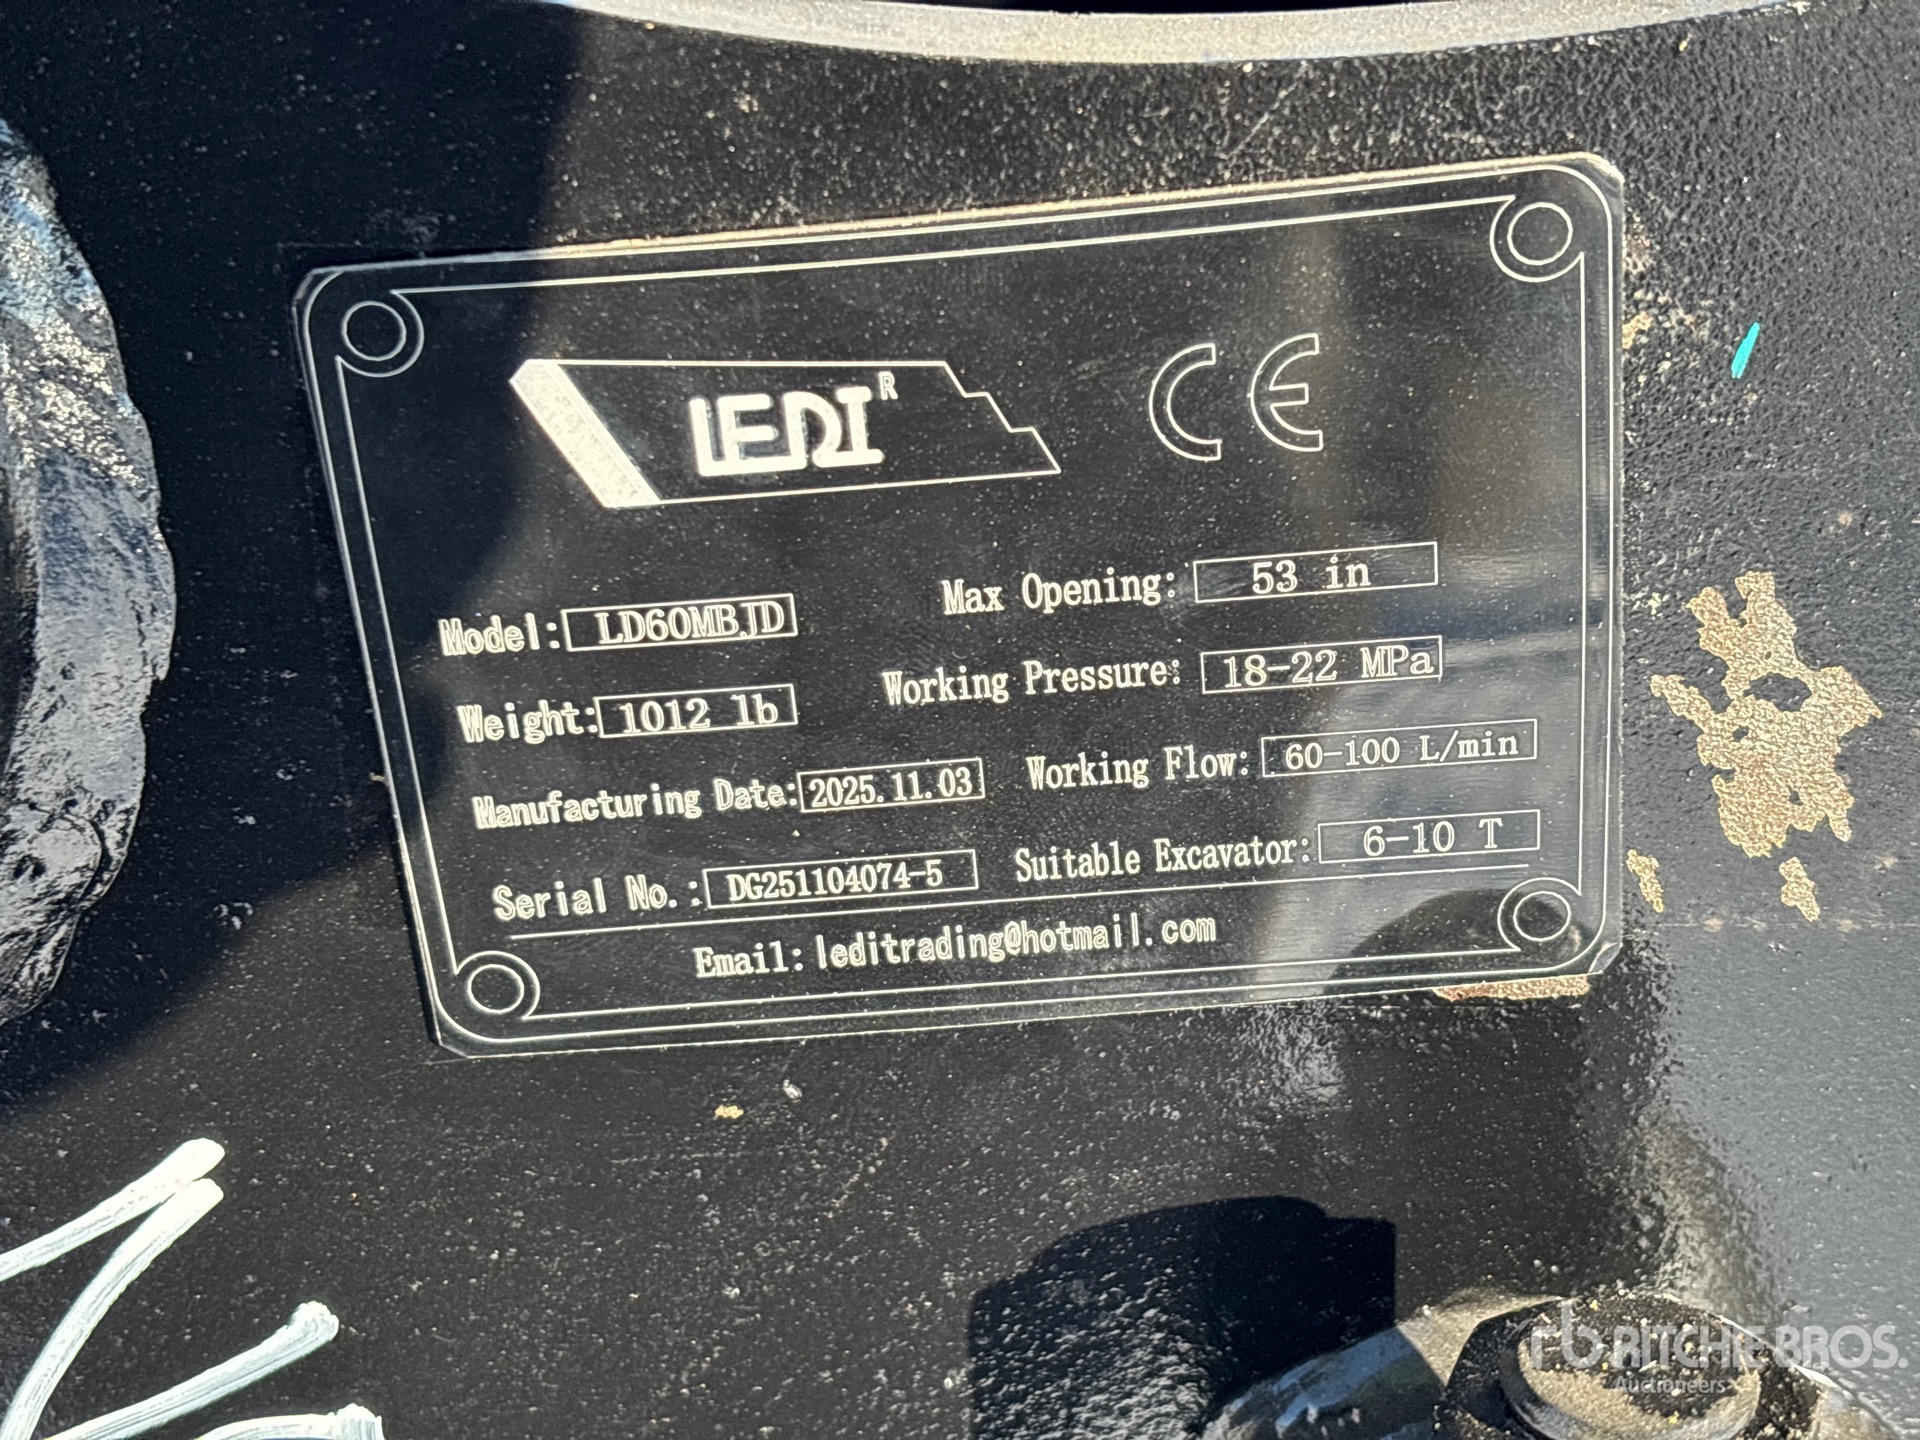 LEDI R CE
Model: LD60MBJD
Max Opening: 53 in
Weight: 1012 lb
Working Pressure: 18-22 MPa
Manufacturing Date: 2025.11.03
Working Flow: 60-100 L/min
Serial No.: DG251104074-5
Suitable Excavator: 6-10 T
Email: leditrading@hotmail.com
rb RITCHIE BROS.
Auctioneers